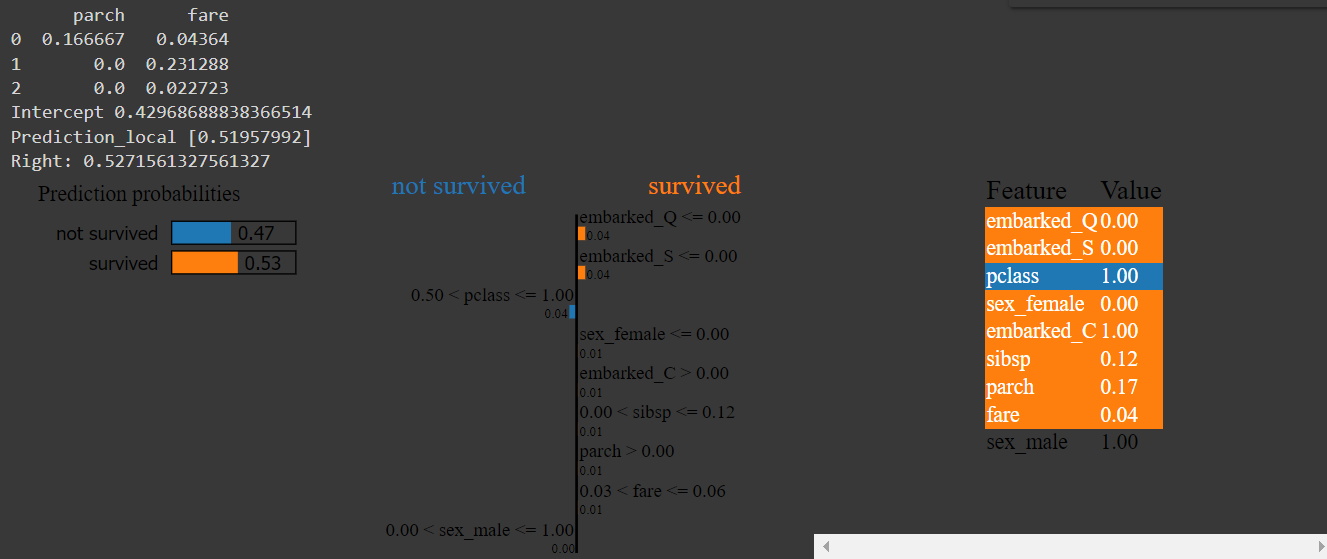 parch fare
0 0.166667 0.04364
1 0.0 0.231288
2 0.0 0.022723
Intercept 0.42968688838366514
Prediction_local [0.51957992]
Right: 0.5271561327561327
Prediction probabilities
not survived 0.47
survived 0.53
not survived survived
embarked_Q <= 0.00
0.04
embarked_S <= 0.00
0.04
0.50 < pclass <= 1.00
0.04
sex_female <= 0.00
0.01
embarked_C > 0.00
0.01
0.00 < sibsp <= 0.12
0.01
parch > 0.00
0.01
0.03 < fare <= 0.06
0.01
0.00 < sex_male <= 1.00
0.00
Feature Value
embarked_Q 0.00
embarked_S 0.00
pclass 1.00
sex_female 0.00
embarked_C 1.00
sibsp 0.12
parch 0.17
fare 0.04
sex_male 1.00